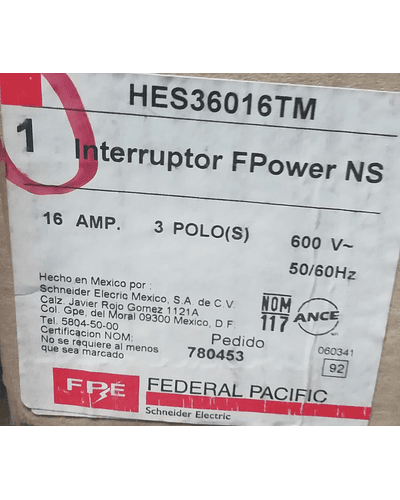 HES36016TM
1 Interruptor FPower NS
16 AMP. 3 POLO(S) 600 V~
50/60Hz
Hecho en Mexico por :
Schneider Elecric Mexico, S.A. de C.V.
Calz. Javier Rojo Gomez 1121A
Col. Gpe. del Moral 09300 Mexico, D.F.
Tel. 5804-50-00
Certificacion NOM:
No se requiere al menos
que sea marcado
NOM
117 ANCE
Pedido
780453
060341
92
FPE FEDERAL PACIFIC
Schneider Electric